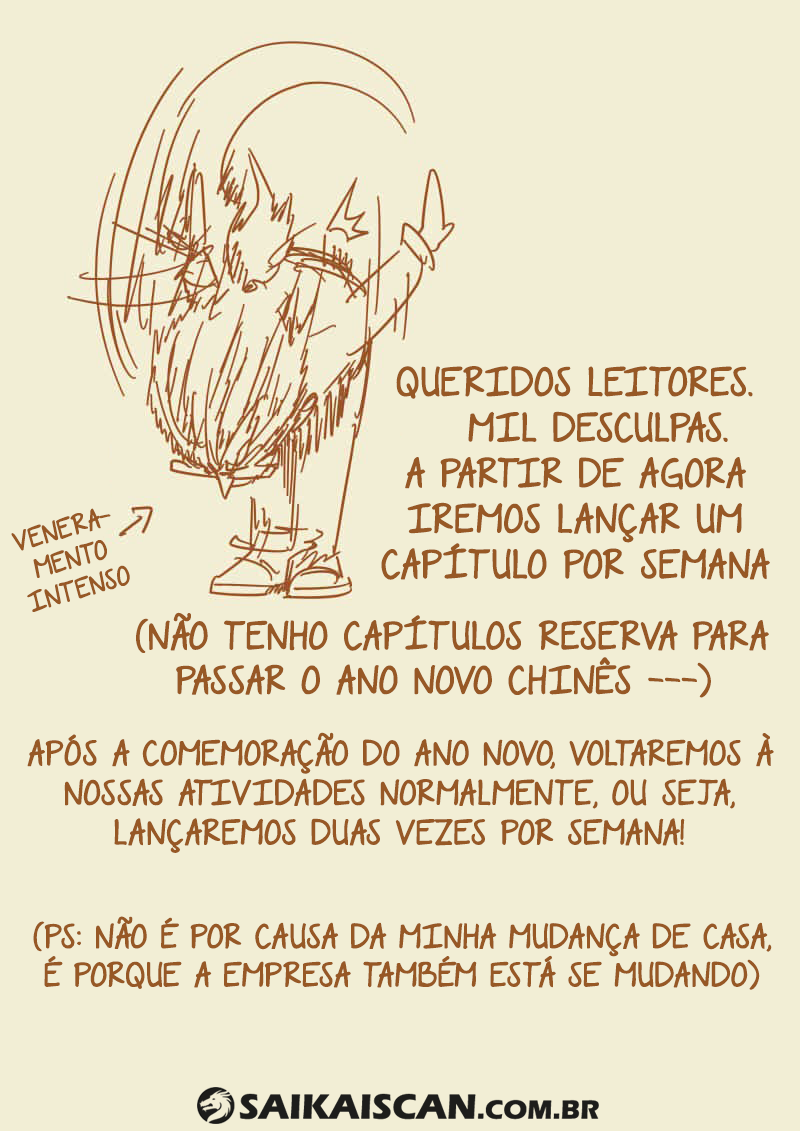 QUERIDOS LEITORES.
MIL DESCULPAS.
A PARTIR DE AGORA
IREMOS LANÇAR UM
CAPÍTULO POR SEMANA
VENERA-
MENTO
INTENSO
(NÃO TENHO CAPÍTULOS RESERVA PARA
PASSAR O ANO NOVO CHINÊS ---)
APÓS A COMEMORAÇÃO DO ANO NOVO, VOLTAREMOS À
NOSSAS ATIVIDADES NORMALMENTE, OU SEJA,
LANÇAREMOS DUAS VEZES POR SEMANA!
(PS: NÃO É POR CAUSA DA MINHA MUDANÇA DE CASA,
É PORQUE A EMPRESA TAMBÉM ESTÁ SE MUDANDO)
SAIKAISCAN.COM.BR